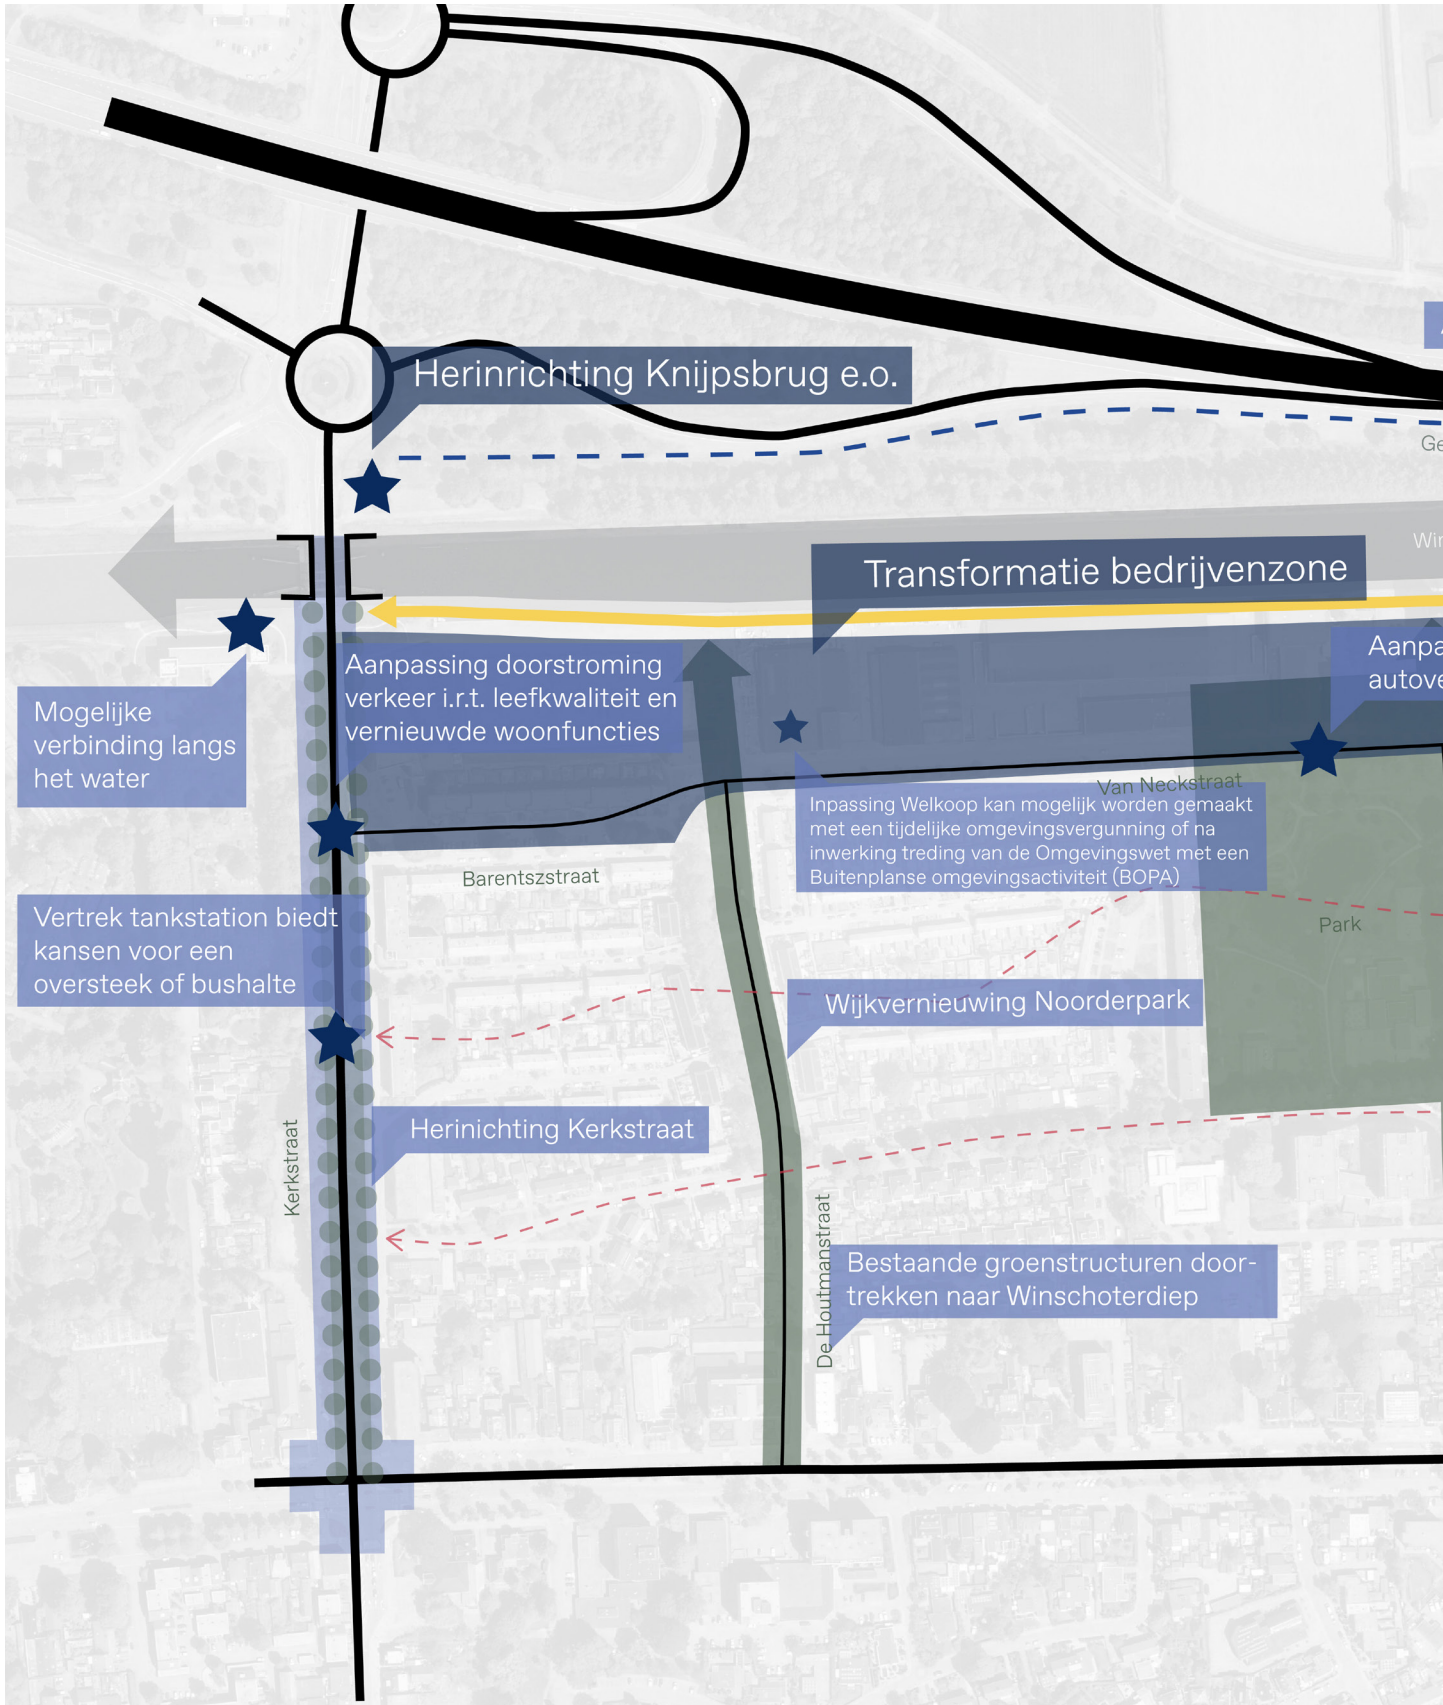 Herinrichting Knijpsbrug e.o.
Transformatie bedrijvenzone
Aanpassing doorstroming
verkeer i.r.t. leefkwaliteit en
vernieuwde woonfuncties
Mogelijke
verbinding langs
het water
Van Neckstraat
Inpassing Welkoop kan mogelijk worden gemaakt
met een tijdelijke omgevingsvergunning of na
inwerking treding van de Omgevingswet met een
Buitenplanse omgevingsactiviteit (BOPA)
Barentszstraat
Vertrek tankstation biedt
kansen voor een
oversteek of bushalte
Park
Wijkvernieuwing Noorderpark
Herinichting Kerkstraat
Kerkstraat
De Houtmanstraat
Bestaande groenstructuren door-
trekken naar Winschoterdiep